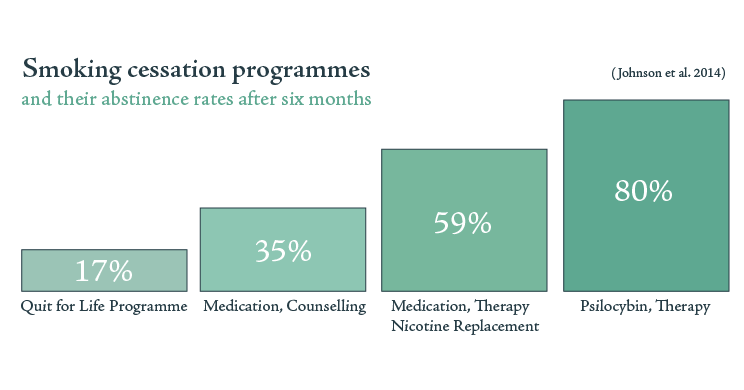 Smoking cessation programmes
and their abstinence rates after six months
(Johnson et al. 2014)
17%
35%
59%
80%
Quit for Life Programme
Medication, Counselling
Medication, Therapy
Nicotine Replacement
Psilocybin, Therapy